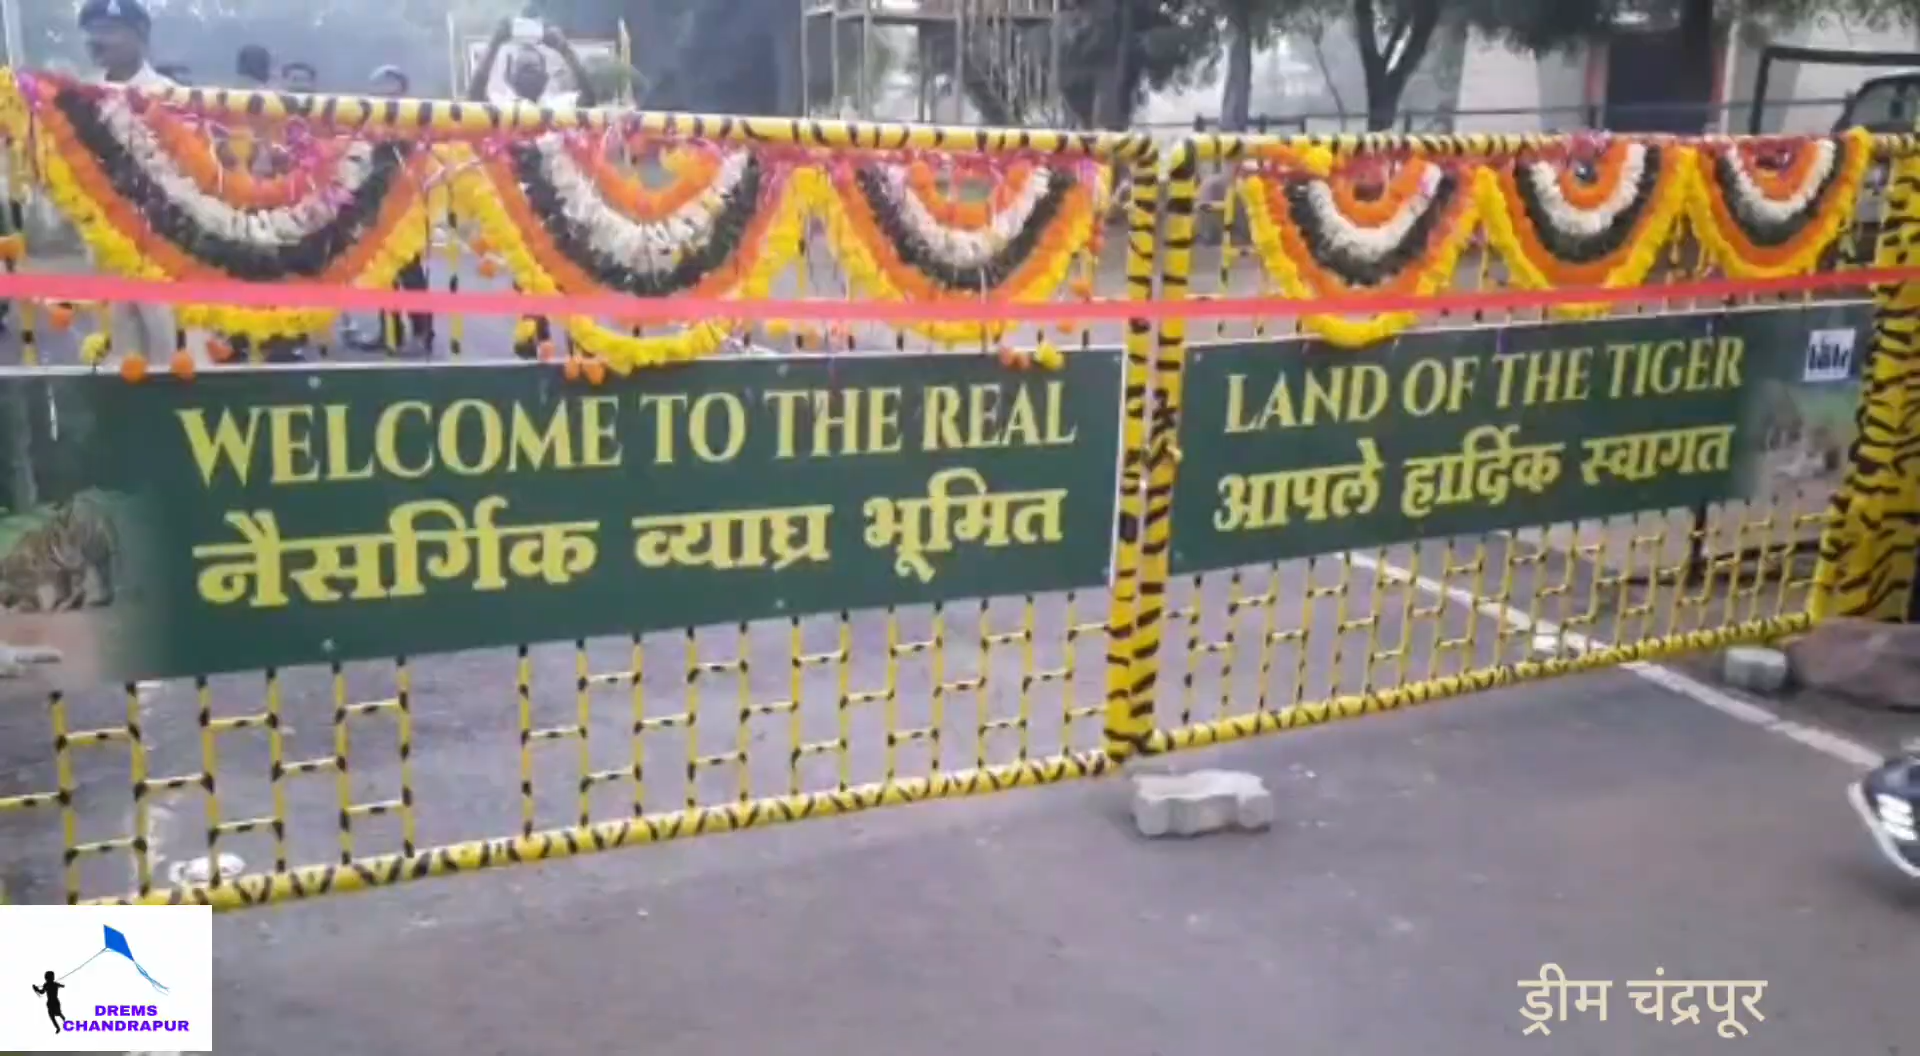 WELCOME TO THE REAL
नैसर्गिक व्याघ्र भूमित
LAND OF THE TIGER
आपले हार्दिक स्वागत
DREMS
CHANDRAPUR
ड्रीम चंद्रपूर